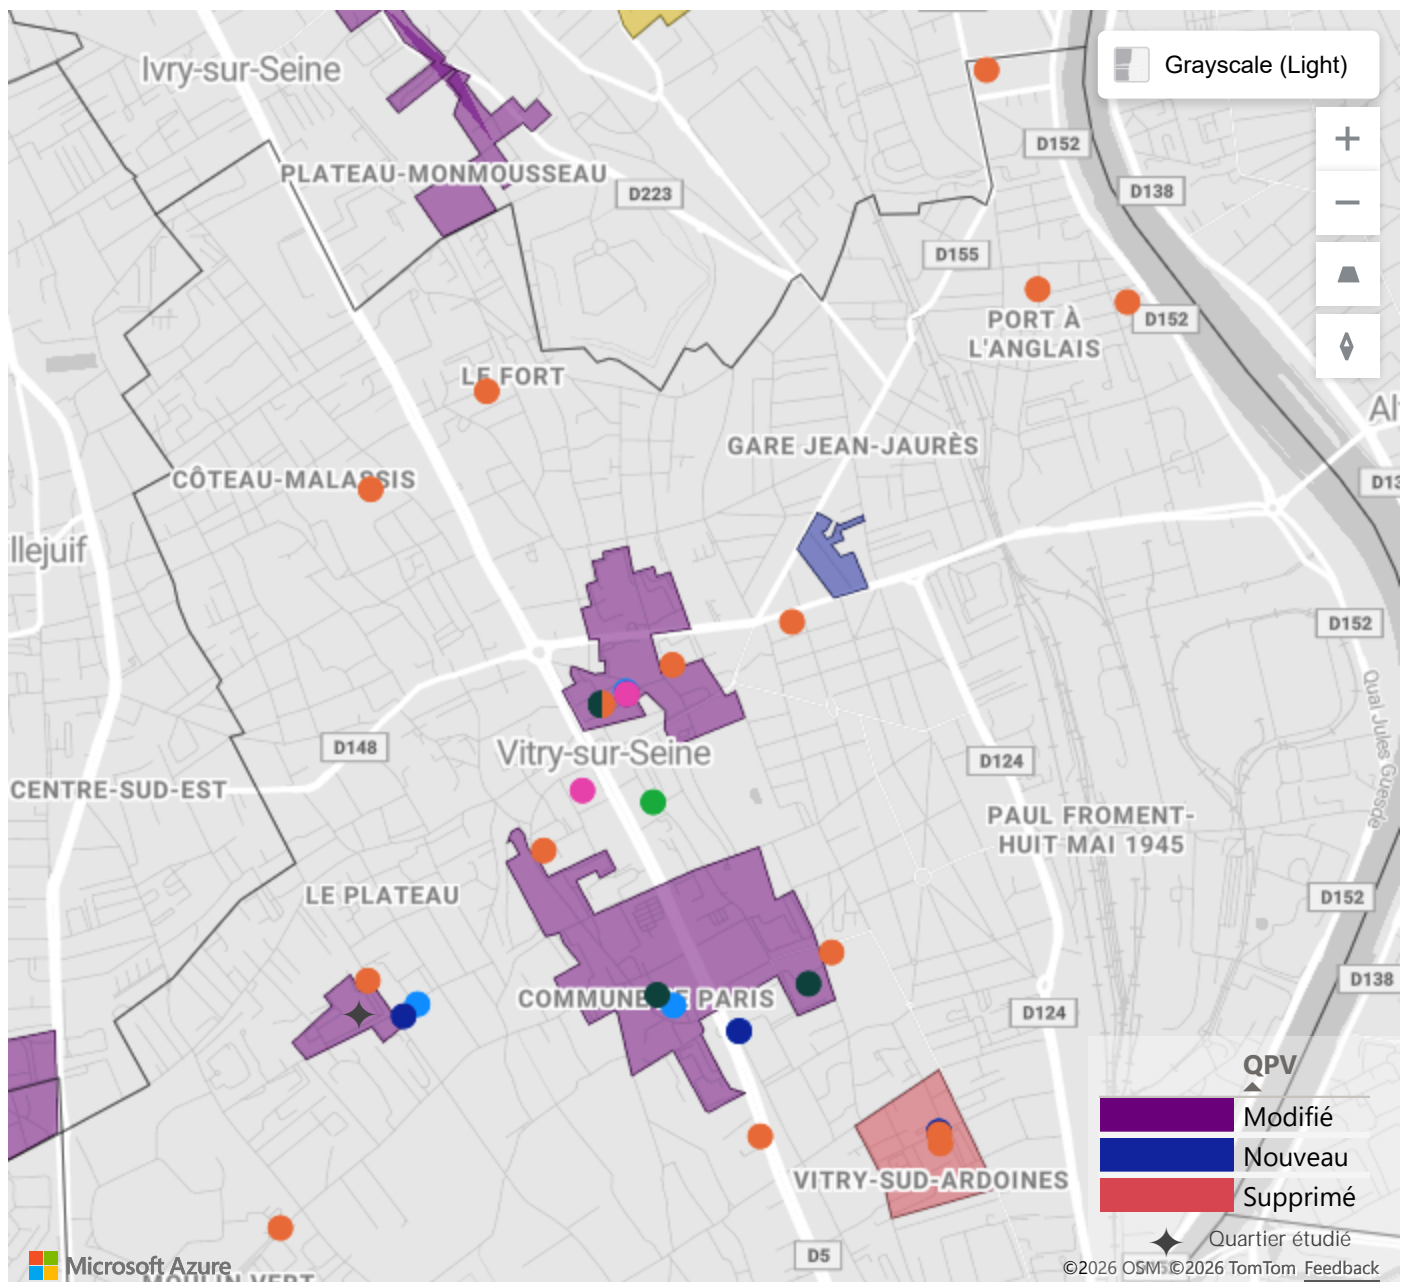 Grayscale (Light)
Ivry-sur-Seine
PLATEAU-MONMOUSSEAU
D223
D152
D138
D155
PORT À
L'ANGLAIS
D152
LE FORT
GARE JEAN-JAURÈS
CÔTEAU-MALASSIS
llejuif
D152
D148
Vitry-sur-Seine
CENTRE-SUD-EST
D124
Quai Jules Guesde
PAUL FROMENT-
HUIT MAI 1945
LE PLATEAU
D152
D138
COMMUNE DE PARIS
D124
QPV
Modifié
Nouveau
Supprimé
VITRY-SUD-ARDOINES
Quartier étudié
D5
Microsoft Azure
©2026 OSM ©2026 TomTom Feedback